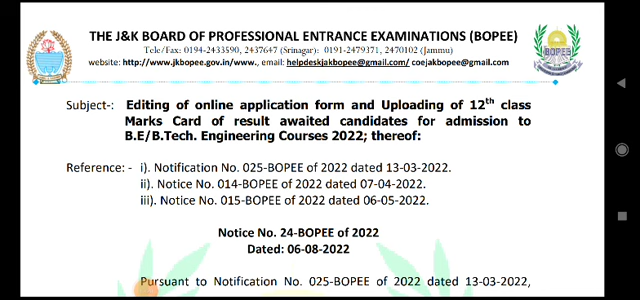 THE J&K BOARD OF PROFESSIONAL ENTRANCE EXAMINATIONS (BOPEE)
Tele/Fax: 0194-2433590, 2437647 (Srinagar): 0191-2479371, 2470102 (Jammu)
website: http://www.jkbopee.gov.in/www., email: helpdeskjakbopee@gmail.com/ coejakbopee@gmail.com
BOPEE
Subject-: Editing of online application form and Uploading of 12th class
Marks Card of result awaited candidates for admission to
B.E/B.Tech. Engineering Courses 2022; thereof:
Reference: - i). Notification No. 025-BOPEE of 2022 dated 13-03-2022.
ii). Notice No. 014-BOPEE of 2022 dated 07-04-2022.
iii). Notice No. 015-BOPEE of 2022 dated 06-05-2022.
Notice No. 24-BOPEE of 2022
Dated: 06-08-2022
Pursuant to Notification No. 025-BOPEE of 2022 dated 13-03-2022,